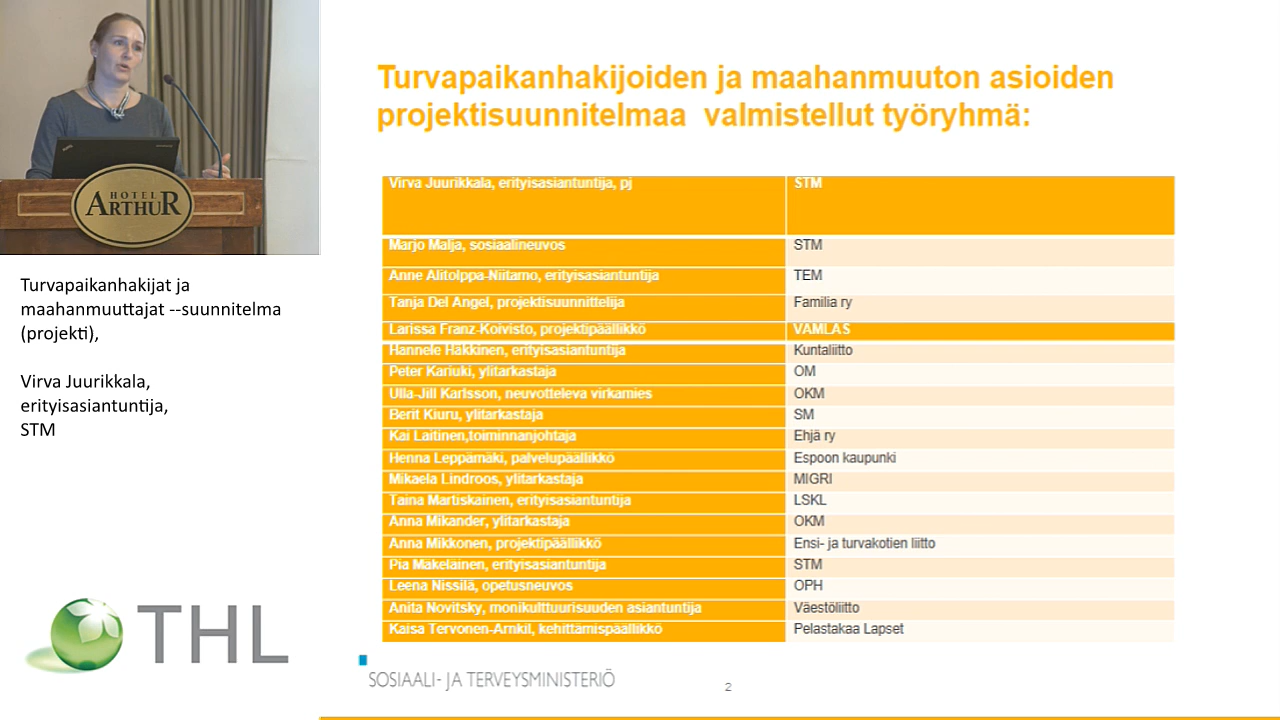 HOTEL
ARTHUR
Turvapaikanhakijat ja
maahanmuuttajat --suunnitelma
(projekti),
Virva Juurikkala,
erityisasiantuntija,
STM
THL
Turvapaikanhakijoiden ja maahanmuuton asioiden
projektisuunnitelmaa valmistellut työryhmä:
Virva Juurikkala, erityisasiantuntija, pj STM
Marjo Malja, sosiaalineuvos STM
Anne Alitolppa-Niitamo, erityisasiantuntija TEM
Tanja Del Angel, projektisuunnittelija Familia ry
Larissa Franz-Koivisto, projektipäällikkö VAMLAS
Hannele Häkkinen, erityisasiantuntija Kuntaliitto
Peter Kariuki, ylitarkastaja OM
Ulla-Jill Karlsson, neuvotteleva virkamies OKM
Berit Kiuru, ylitarkastaja SM
Kai Laitinen,toiminnanjohtaja Ehjä ry
Henna Leppämäki, palvelupäällikkö Espoon kaupunki
Mikaela Lindroos, ylitarkastaja MIGRI
Taina Martiskainen, erityisasiantuntija LSKL
Anna Mikander, ylitarkastaja OKM
Anna Mikkonen, projektipäällikkö Ensi- ja turvakotien liitto
Pia Mäkeläinen, erityisasiantuntija STM
Leena Nissilä, opetusneuvos OPH
Anita Novitsky, monikulttuurisuuden asiantuntija Väestöliitto
Kaisa Tervonen-Arnkil, kehittämispäällikkö Pelastakaa Lapset
SOSIAALI- JA TERVEYSMINISTERIÖ
2